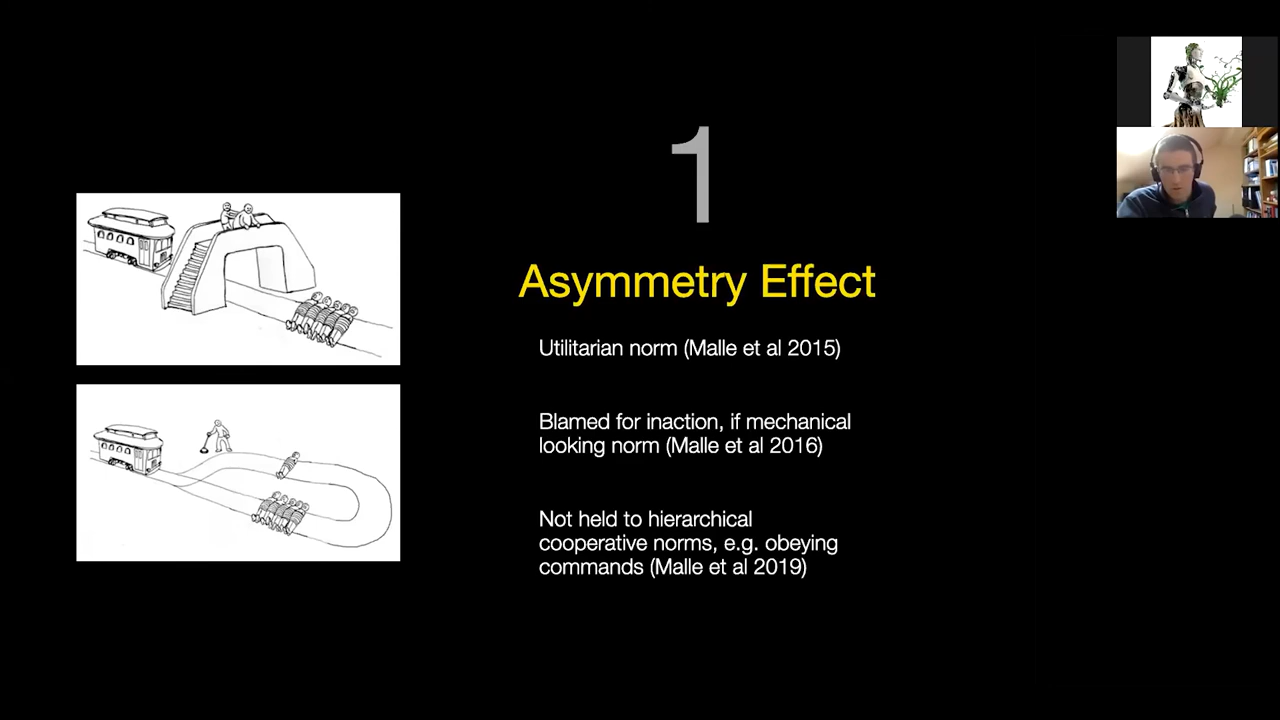 1
Asymmetry Effect
Utilitarian norm (Malle et al 2015)
Blamed for inaction, if mechanical
looking norm (Malle et al 2016)
Not held to hierarchical
cooperative norms, e.g. obeying
commands (Malle et al 2019)